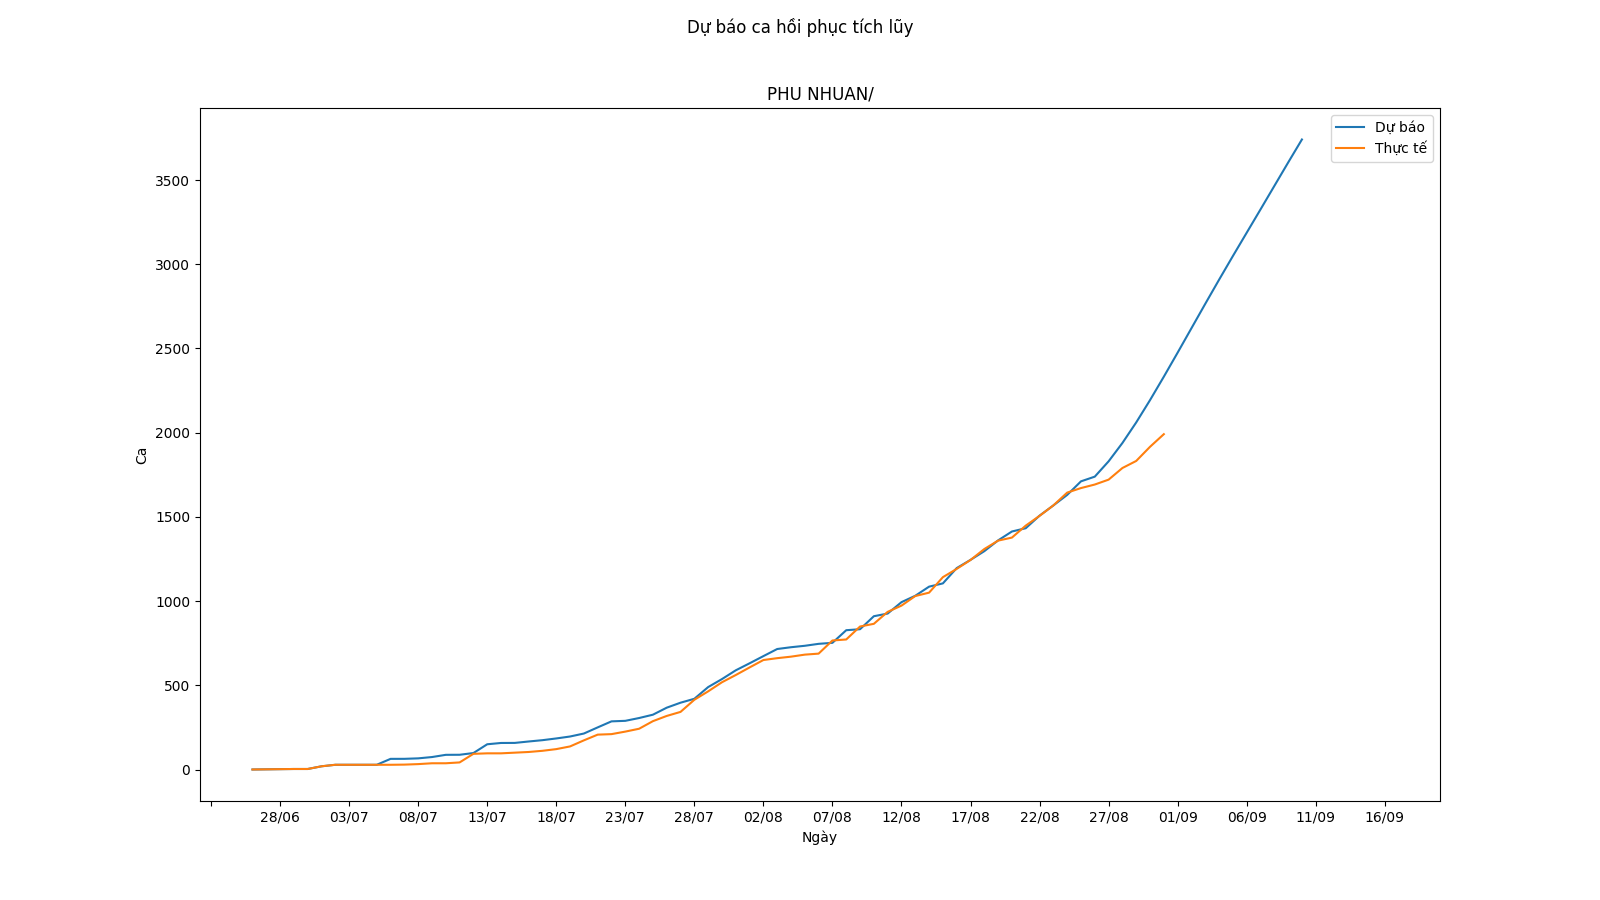 Dự báo ca hồi phục tích lũy
PHU NHUAN/
Dự báo
Thực tế
3500
3000
2500
2000
1500
1000
500
0
Ca
28/06 03/07 08/07 13/07 18/07 23/07 28/07 02/08 07/08 12/08 17/08 22/08 27/08 01/09 06/09 11/09 16/09
Ngày